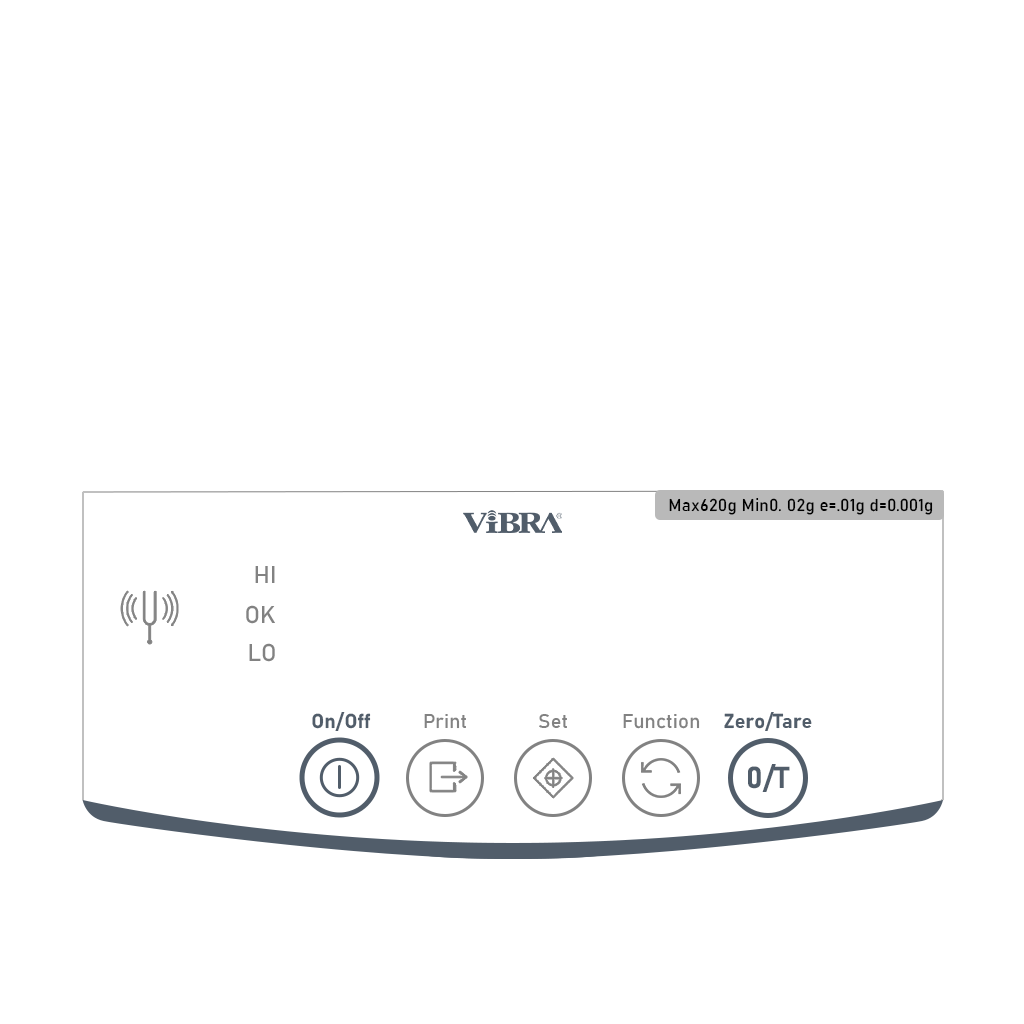 Max620g Min0. 02g e=.01g d=0.001g
ViBRA®
HI
OK
LO
On/Off Print Set Function Zero/Tare
0/T